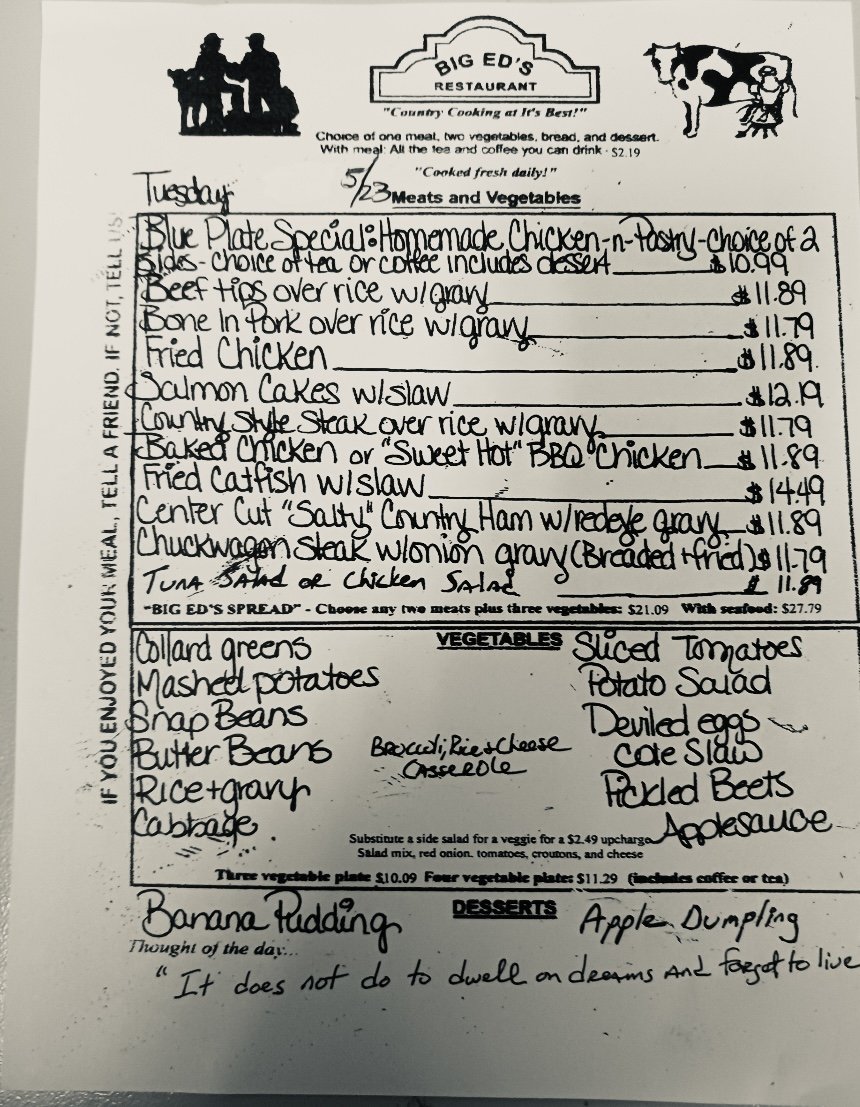 BIG ED'S
RESTAURANT
"Country Cooking at It's Best!"
Choice of one meat, two vegetables, bread, and dessert.
With meal: All the tea and coffee you can drink - $2.19
"Cooked fresh daily!"
Tuesday 5/23 Meats and Vegetables
Blue Plate Special: Homemade Chicken-n-Pastry-choice of 2
Sides- choice of tea or coffee includes dessert $10.99
Beef tips over rice w/gravy $11.89
Bone In Pork over rice w/gravy $11.79
Fried Chicken $11.89
Salmon Cakes w/slaw $12.19
Country Style Steak over rice w/gravy $11.79
Baked Chicken or "Sweet Hot" BBQ Chicken $11.89
Fried Catfish w/slaw $14.49
Center Cut "Salty" Country Ham w/redeye gravy $11.89
Chuckwagon Steak w/onion gravy (Breaded+fried) $11.79
Tuna Salad or Chicken Salad $11.89
"BIG ED'S SPREAD" - Choose any two meats plus three vegetables: $21.09 With seafood: $27.79
VEGETABLES
Collard greens
Mashed potatoes
Snap Beans
Butter Beans
Rice+gravy
Cabbage
Broccoli, Rice + Cheese
Casserole
Sliced Tomatoes
Potato Salad
Deviled eggs
Cole Slaw
Pickled Beets
Applesauce
Substitute a side salad for a veggie for a $2.49 upcharge
Salad mix, red onion, tomatoes, croutons, and cheese
Three vegetable plate $10.09 Four vegetable plate: $11.29 (includes coffee or tea)
DESSERTS
Banana Pudding
Apple Dumpling
Thought of the day...
"It does not do to dwell on dreams and forget to live
IF YOU ENJOYED YOUR MEAL, TELL A FRIEND. IF NOT, TELL US